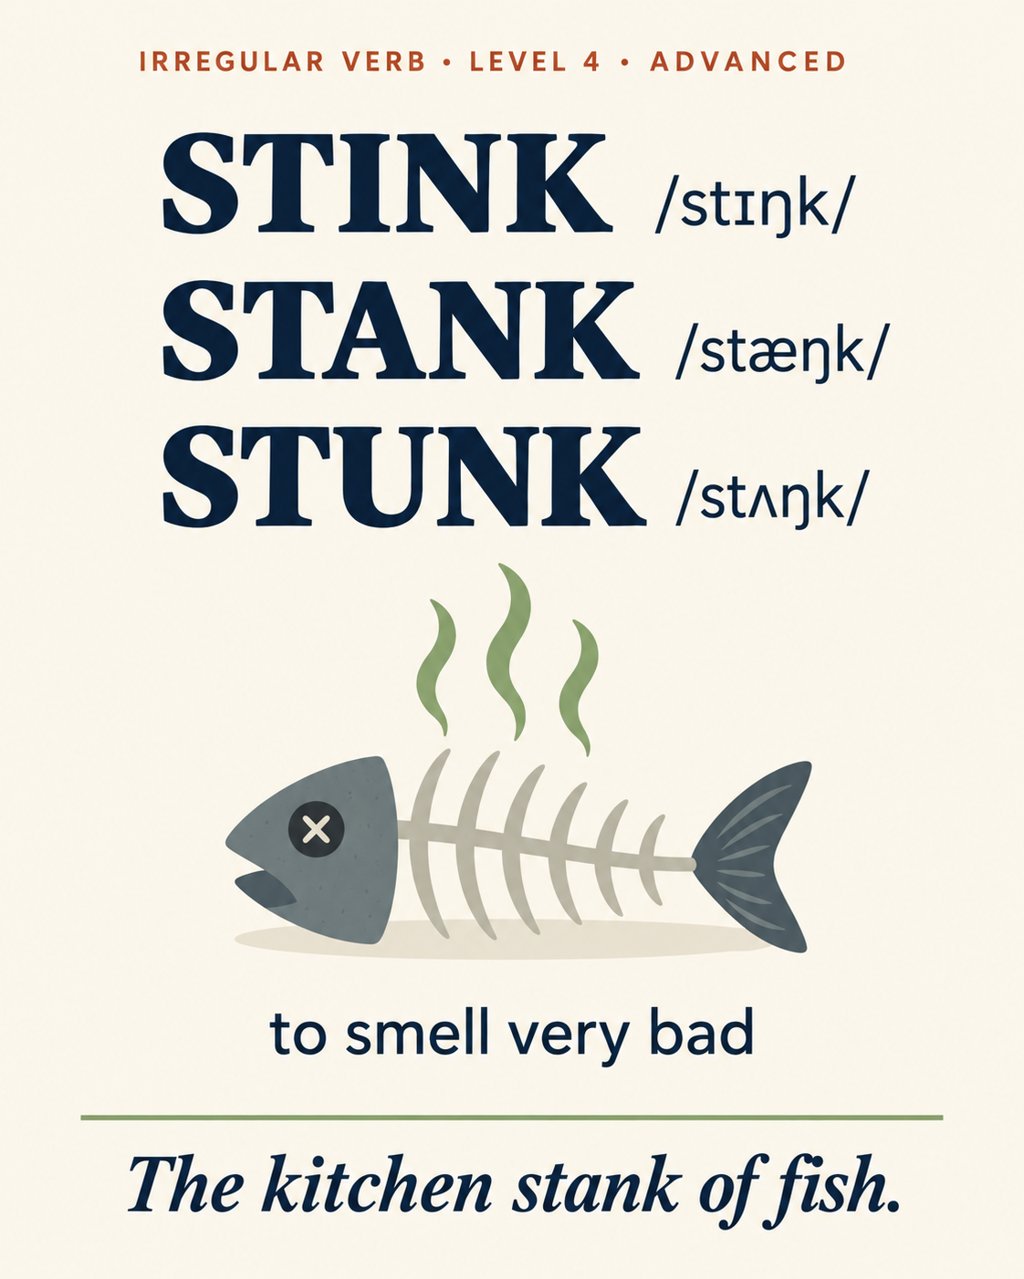 IRREGULAR VERB • LEVEL 4 • ADVANCED
STINK /stɪŋk/
STANK /stæŋk/
STUNK /stʌŋk/
to smell very bad
The kitchen stank of fish.